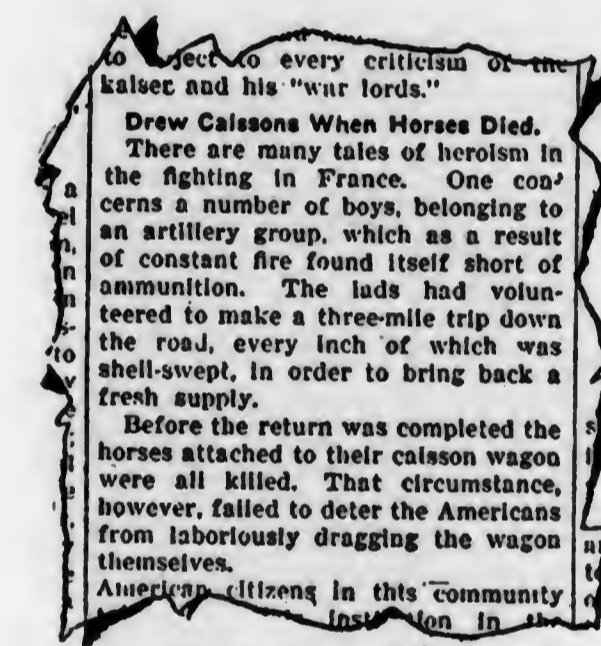 to ject to every criticism of the
kaiser and his "war lords."
Drew Caissons When Horses Died.
There are many tales of heroism in
the fighting in France. One con-
cerns a number of boys, belonging to
an artillery group, which as a result
of constant fire found itself short of
ammunition. The lads had volun-
teered to make a three-mile trip down
the road, every inch of which was
shell-swept, in order to bring back a
fresh supply.
Before the return was completed the
horses attached to their caisson wagon
were all killed. That circumstance,
however, failed to deter the Americans
from laboriously dragging the wagon
themselves.
American citizens in this community
in the